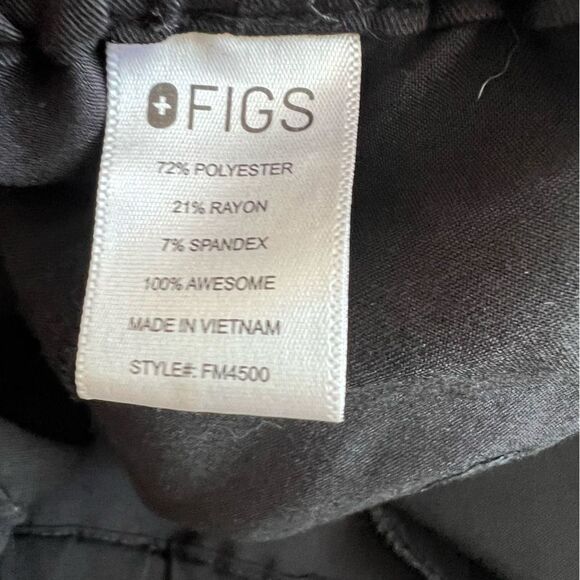 FIGS
72% POLYESTER
21% RAYON
7% SPANDEX
100% AWESOME
MADE IN VIETNAM
STYLE#: FM4500